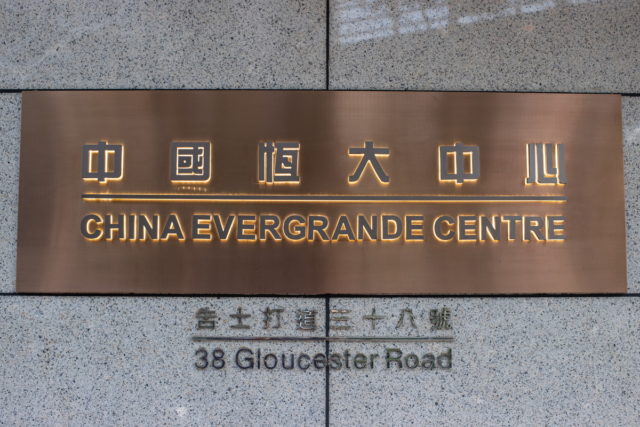 中國恆大中心
CHINA EVERGRANDE CENTRE
告士打道三十八號
38 Gloucester Road